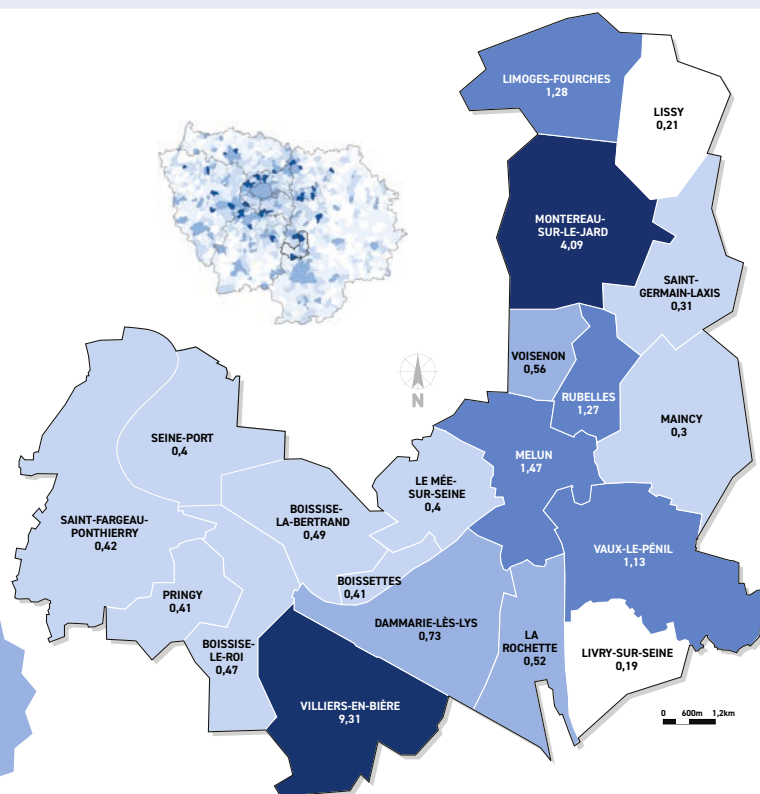 LIMOGES-FOURCHES
1,28
LISSY
0,21
MONTEREAU-
SUR-LE-JARD
4,09
SAINT-
GERMAIN-LAXIS
0,31
VOISENON
0,56
RUBELLES
1,27
MAINCY
0,3
N
SEINE-PORT
0,4
MELUN
1,47
LE MÉE-
SUR-SEINE
0,4
BOISSISE-
LA-BERTRAND
0,49
SAINT-FARGEAU-
PONTHIERRY
0,42
VAUX-LE-PÉNIL
1,13
BOISSETTES
0,41
PRINGY
0,41
DAMMARIE-LÈS-LYS
0,73
LA
ROCHETTE
0,52
BOISSISE-
LE-ROI
0,47
LIVRY-SUR-SEINE
0,19
VILLIERS-EN-BIÈRE
9,31
0 600m 1,2km